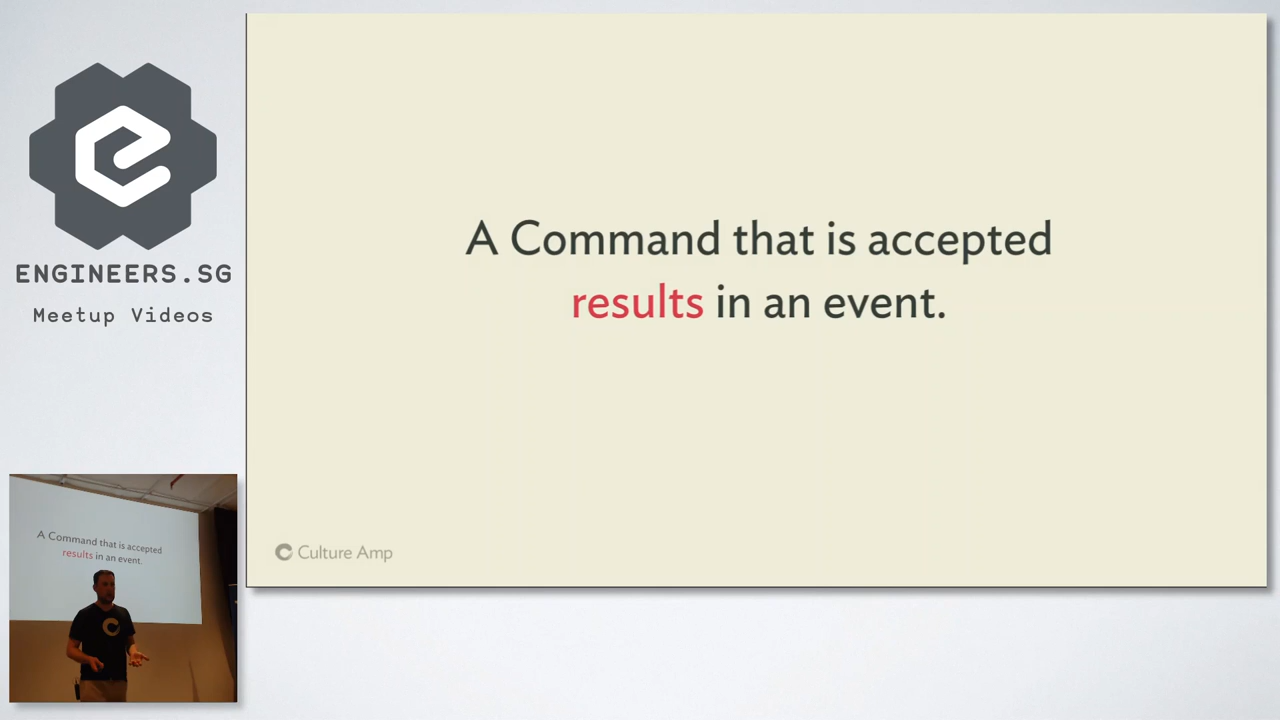 ENGINEERS.SG
Meetup Videos
A Command that is accepted
results in an event.
Culture Amp
A Command that is accepted
results in an event.